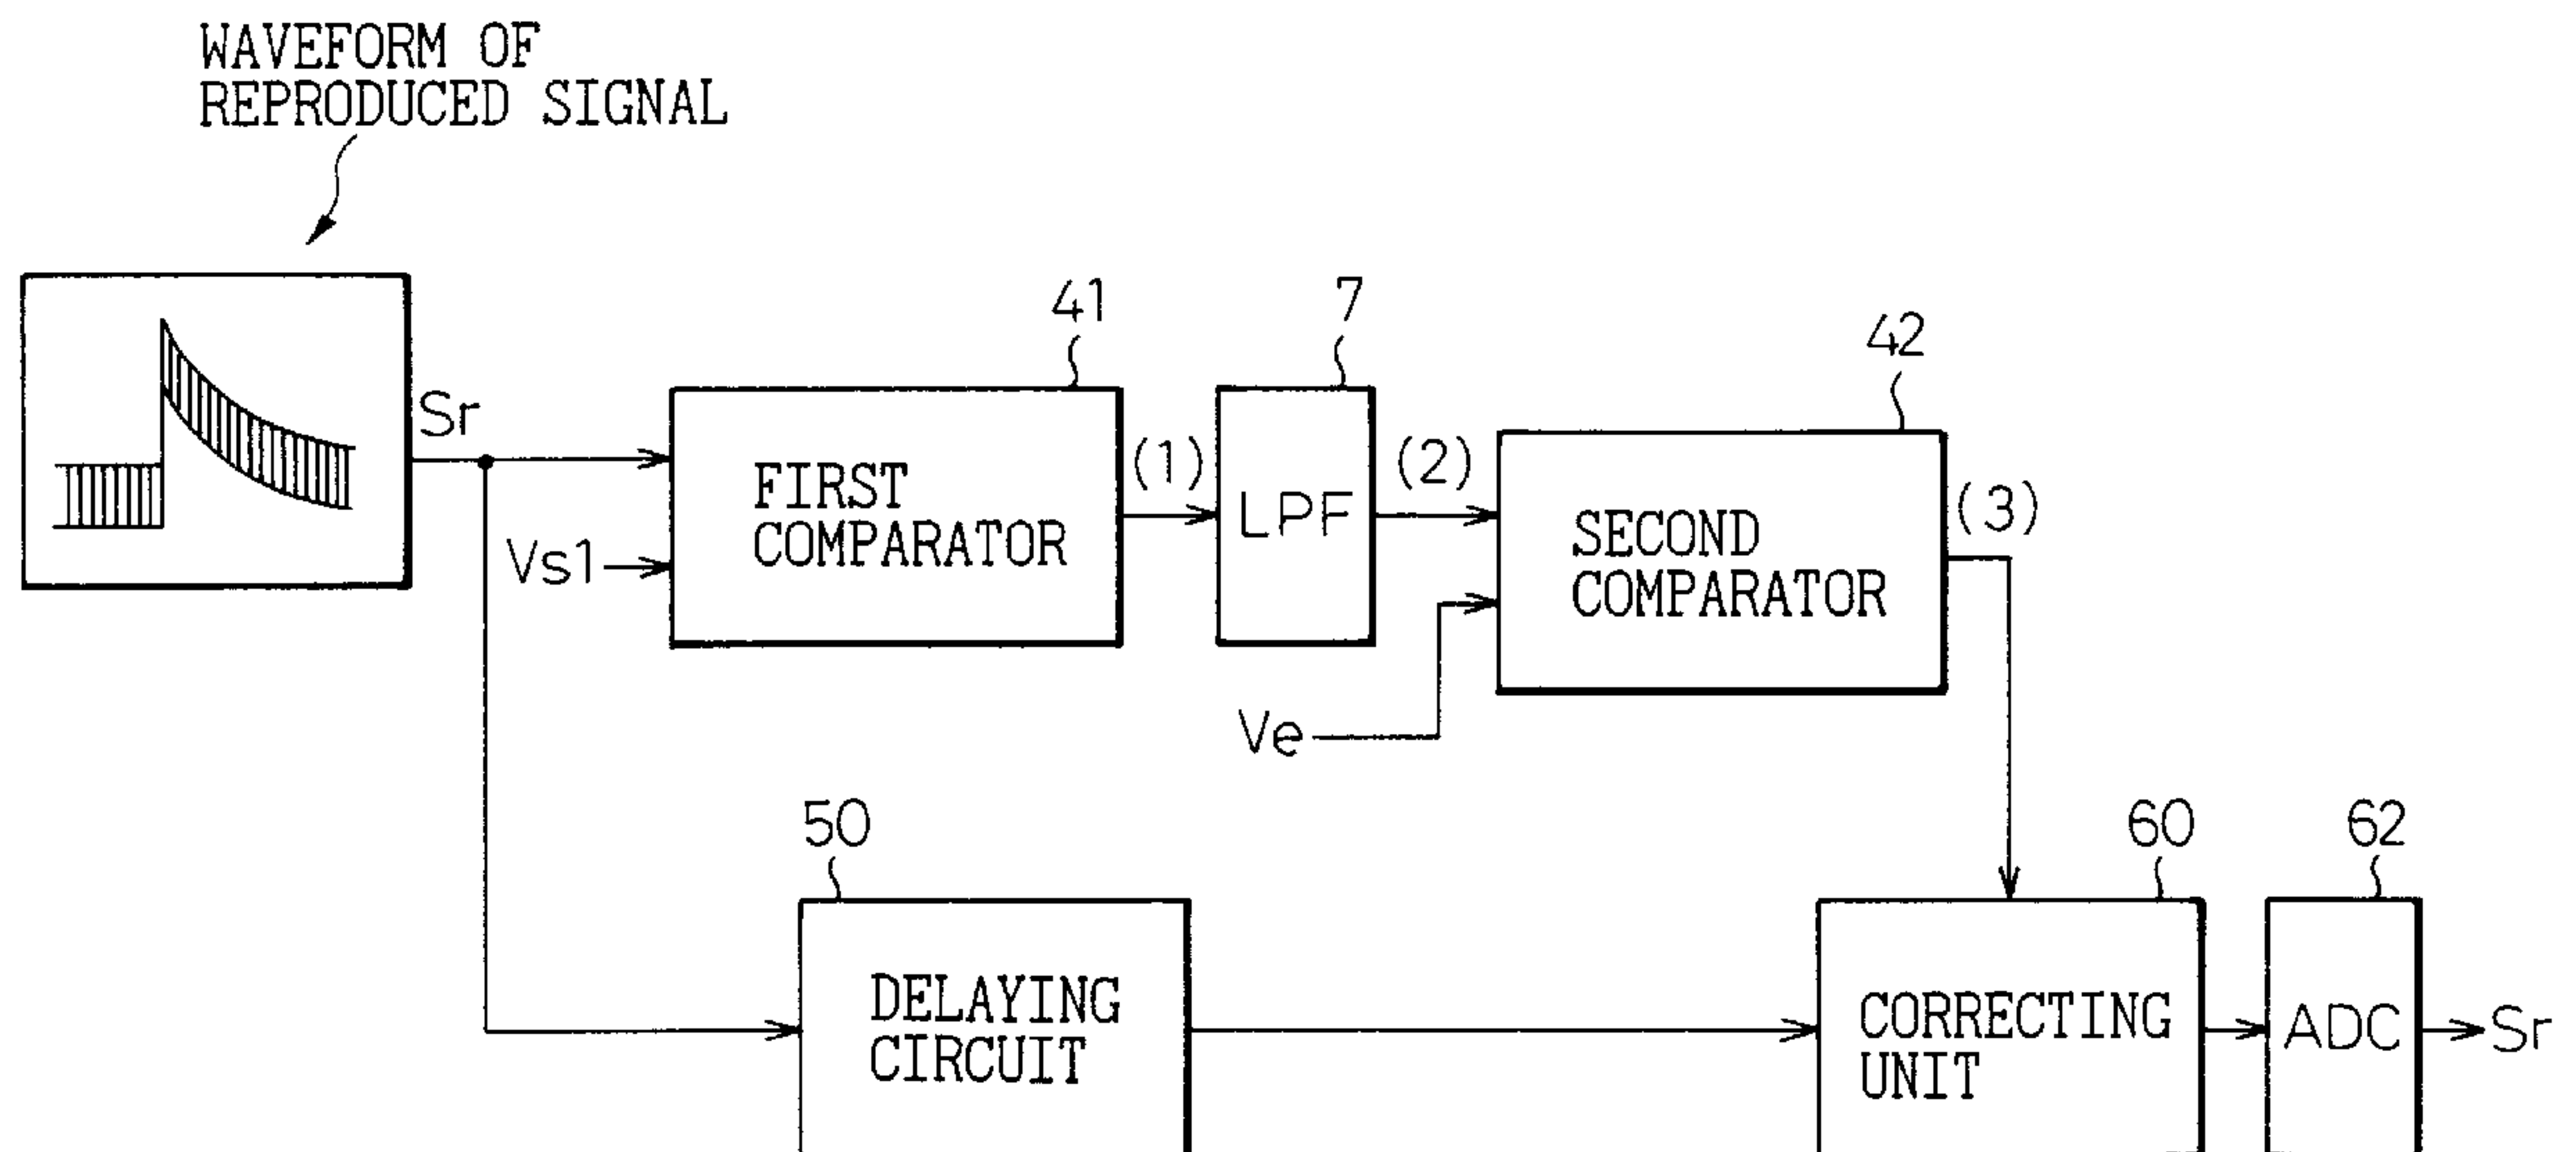 WAVEFORM OF
REPRODUCED SIGNAL
Sr
41
7
42
FIRST
COMPARATOR
Vs1
(1)
LPF
(2)
SECOND
COMPARATOR
(3)
Ve
50
60
62
DELAYING
CIRCUIT
CORRECTING
UNIT
ADC
Sr